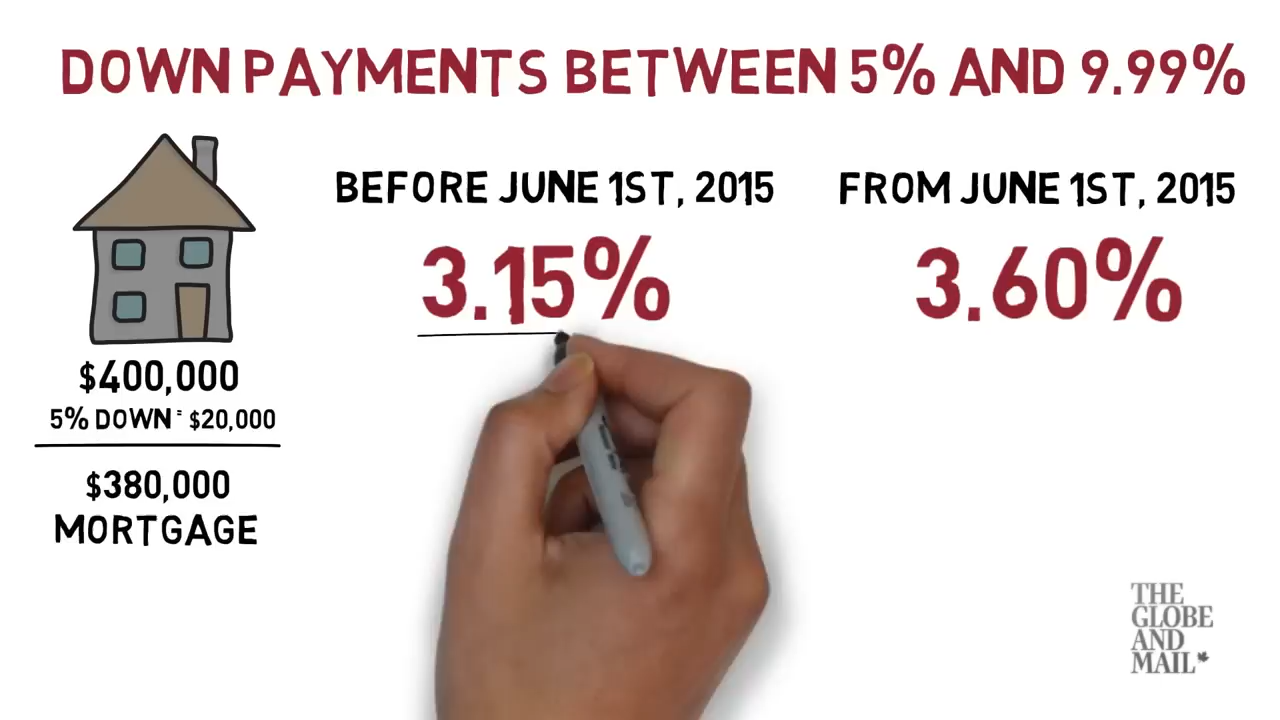 DOWN PAYMENTS BETWEEN 5% AND 9.99%
BEFORE JUNE 1ST, 2015
FROM JUNE 1ST, 2015
3.15%
3.60%
$400,000
5% DOWN = $20,000
$380,000
MORTGAGE
THE
GLOBE
AND
MAIL